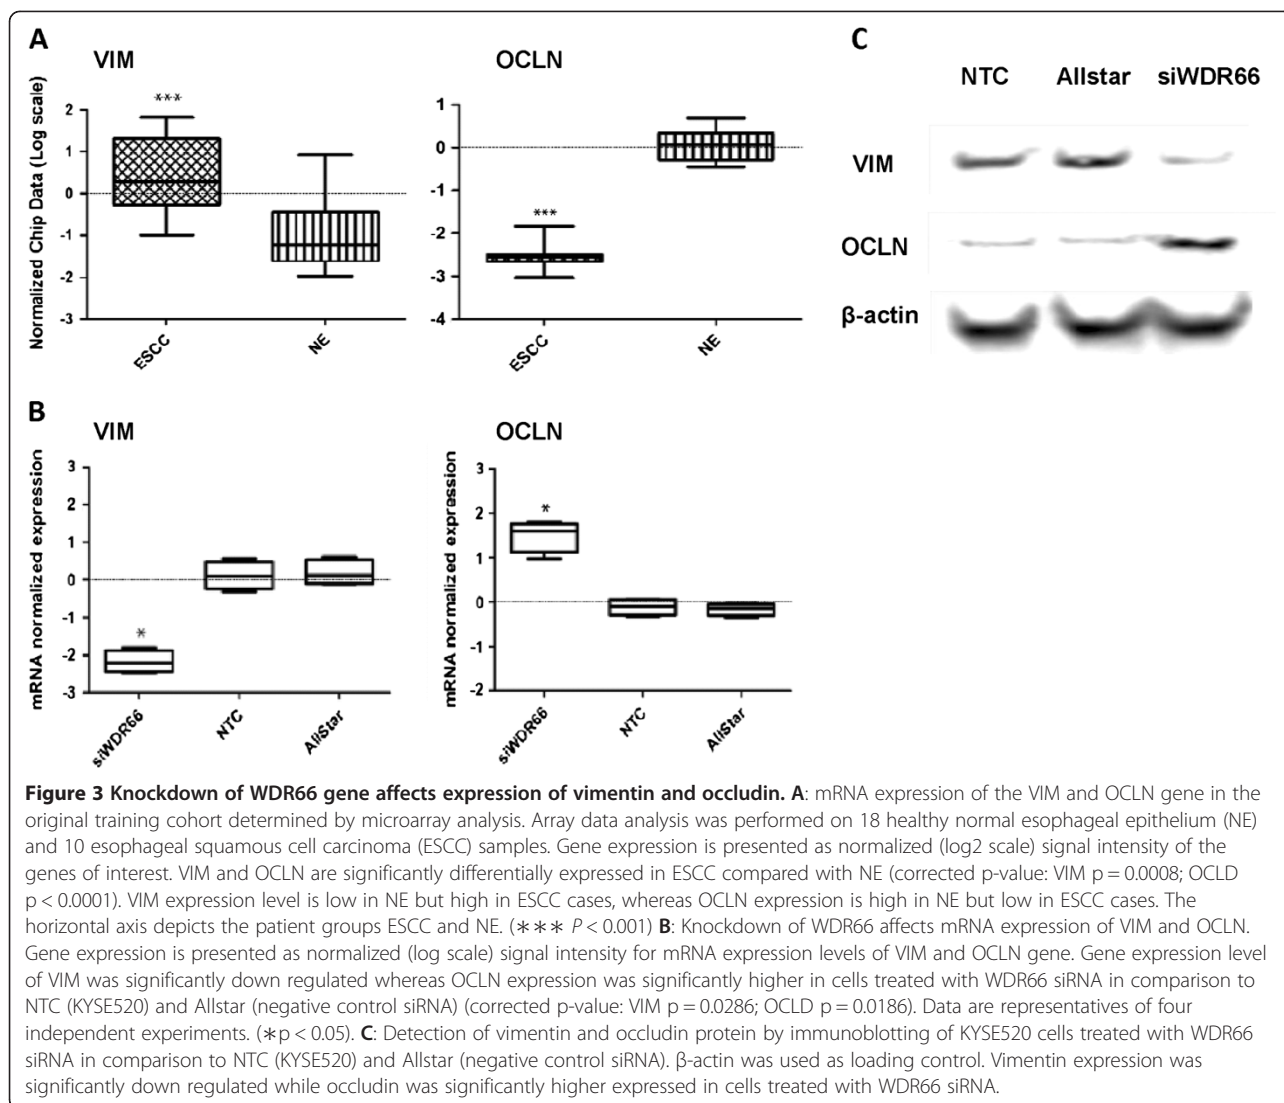 A
VIM
OCLN
Normalized Chip Data (Log scale)
***
2
1
0
-1
-2
-3
ESCC
NE
1
0
-1
-2
-3
-4
***
ESCC
NE
C
NTC Allstar siWDR66
VIM
OCLN
β-actin
B
VIM
OCLN
mRNA normalized expression
3
2
1
0
-1
-2
-3
*
siWDR66
NTC
AllStar
mRNA normalized expression
3
2
1
0
-1
-2
*
siWDR66
NTC
AllStar
Figure 3 Knockdown of WDR66 gene affects expression of vimentin and occludin. A: mRNA expression of the VIM and OCLN gene in the
original training cohort determined by microarray analysis. Array data analysis was performed on 18 healthy normal esophageal epithelium (NE)
and 10 esophageal squamous cell carcinoma (ESCC) samples. Gene expression is presented as normalized (log2 scale) signal intensity of the
genes of interest. VIM and OCLN are significantly differentially expressed in ESCC compared with NE (corrected p-value: VIM p = 0.0008; OCLD
p < 0.0001). VIM expression level is low in NE but high in ESCC cases, whereas OCLN expression is high in NE but low in ESCC cases. The
horizontal axis depicts the patient groups ESCC and NE. (∗∗∗ P < 0.001) B: Knockdown of WDR66 affects mRNA expression of VIM and OCLN.
Gene expression is presented as normalized (log scale) signal intensity for mRNA expression levels of VIM and OCLN gene. Gene expression level
of VIM was significantly down regulated whereas OCLN expression was significantly higher in cells treated with WDR66 siRNA in comparison to
NTC (KYSE520) and Allstar (negative control siRNA) (corrected p-value: VIM p = 0.0286; OCLD p = 0.0186). Data are representatives of four
independent experiments. (∗p < 0.05). C: Detection of vimentin and occludin protein by immunoblotting of KYSE520 cells treated with WDR66
siRNA in comparison to NTC (KYSE520) and Allstar (negative control siRNA). β-actin was used as loading control. Vimentin expression was
significantly down regulated while occludin was significantly higher expressed in cells treated with WDR66 siRNA.